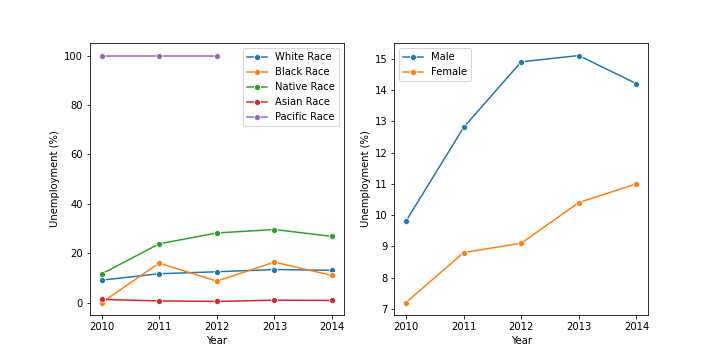 100
80
60
40
20
0
Unemployment (%)
2010 2011 2012 2013 2014
Year
White Race
Black Race
Native Race
Asian Race
Pacific Race
15
14
13
12
11
10
9
8
7
Unemployment (%)
2010 2011 2012 2013 2014
Year
Male
Female